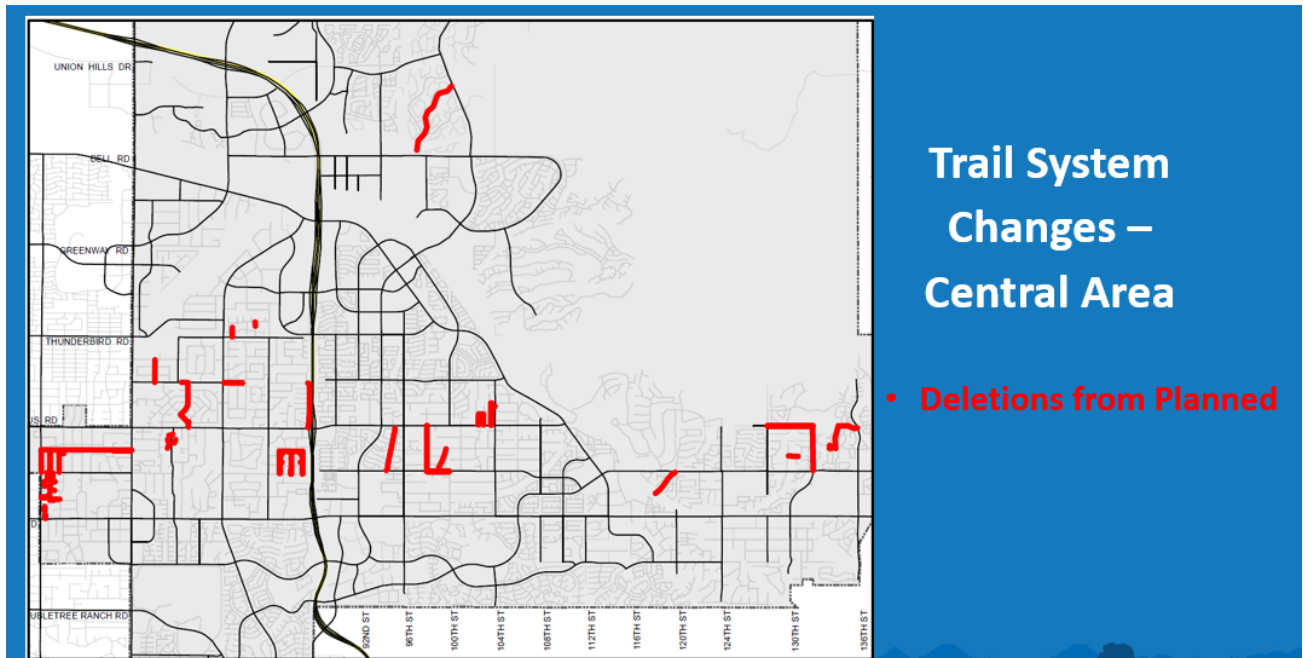 UNION HILLS DR
BELL RD
GREENWAY RD
THUNDERBIRD RD
US RD
D
UBLETREE RANCH RD
92ND ST
96TH ST
100TH ST
104TH ST
108TH ST
112TH ST
116TH ST
120TH ST
124TH ST
130TH ST
136TH ST
Trail System
Changes –
Central Area
• Deletions from Planned